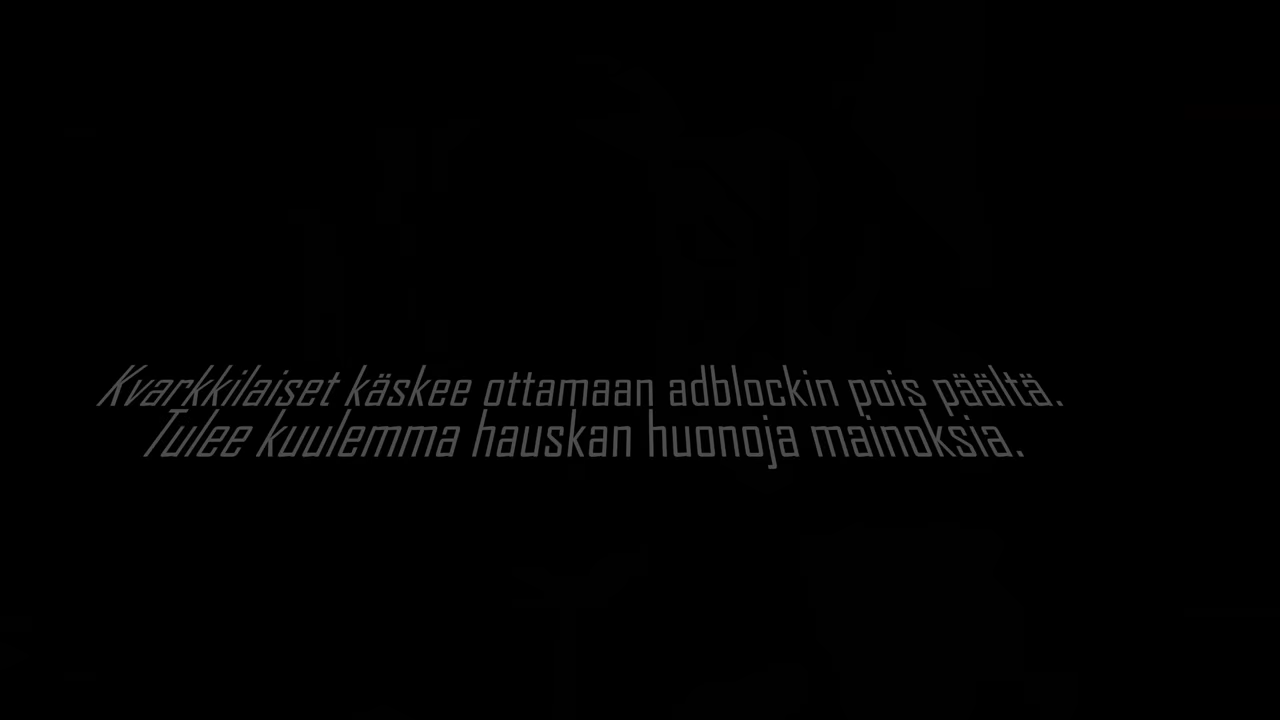 Kvarkkilaiset käskee ottamaan adblockin pois päältä.
Tulee kuulemma hauskan huonoja mainoksia.